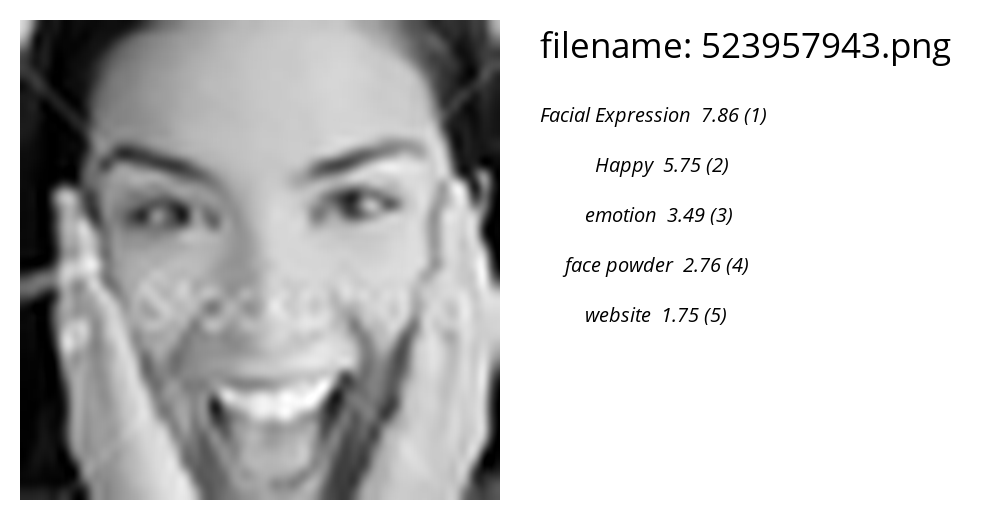 filename: 523957943.png
Facial Expression 7.86 (1)
Happy 5.75 (2)
emotion 3.49 (3)
face powder 2.76 (4)
website 1.75 (5)